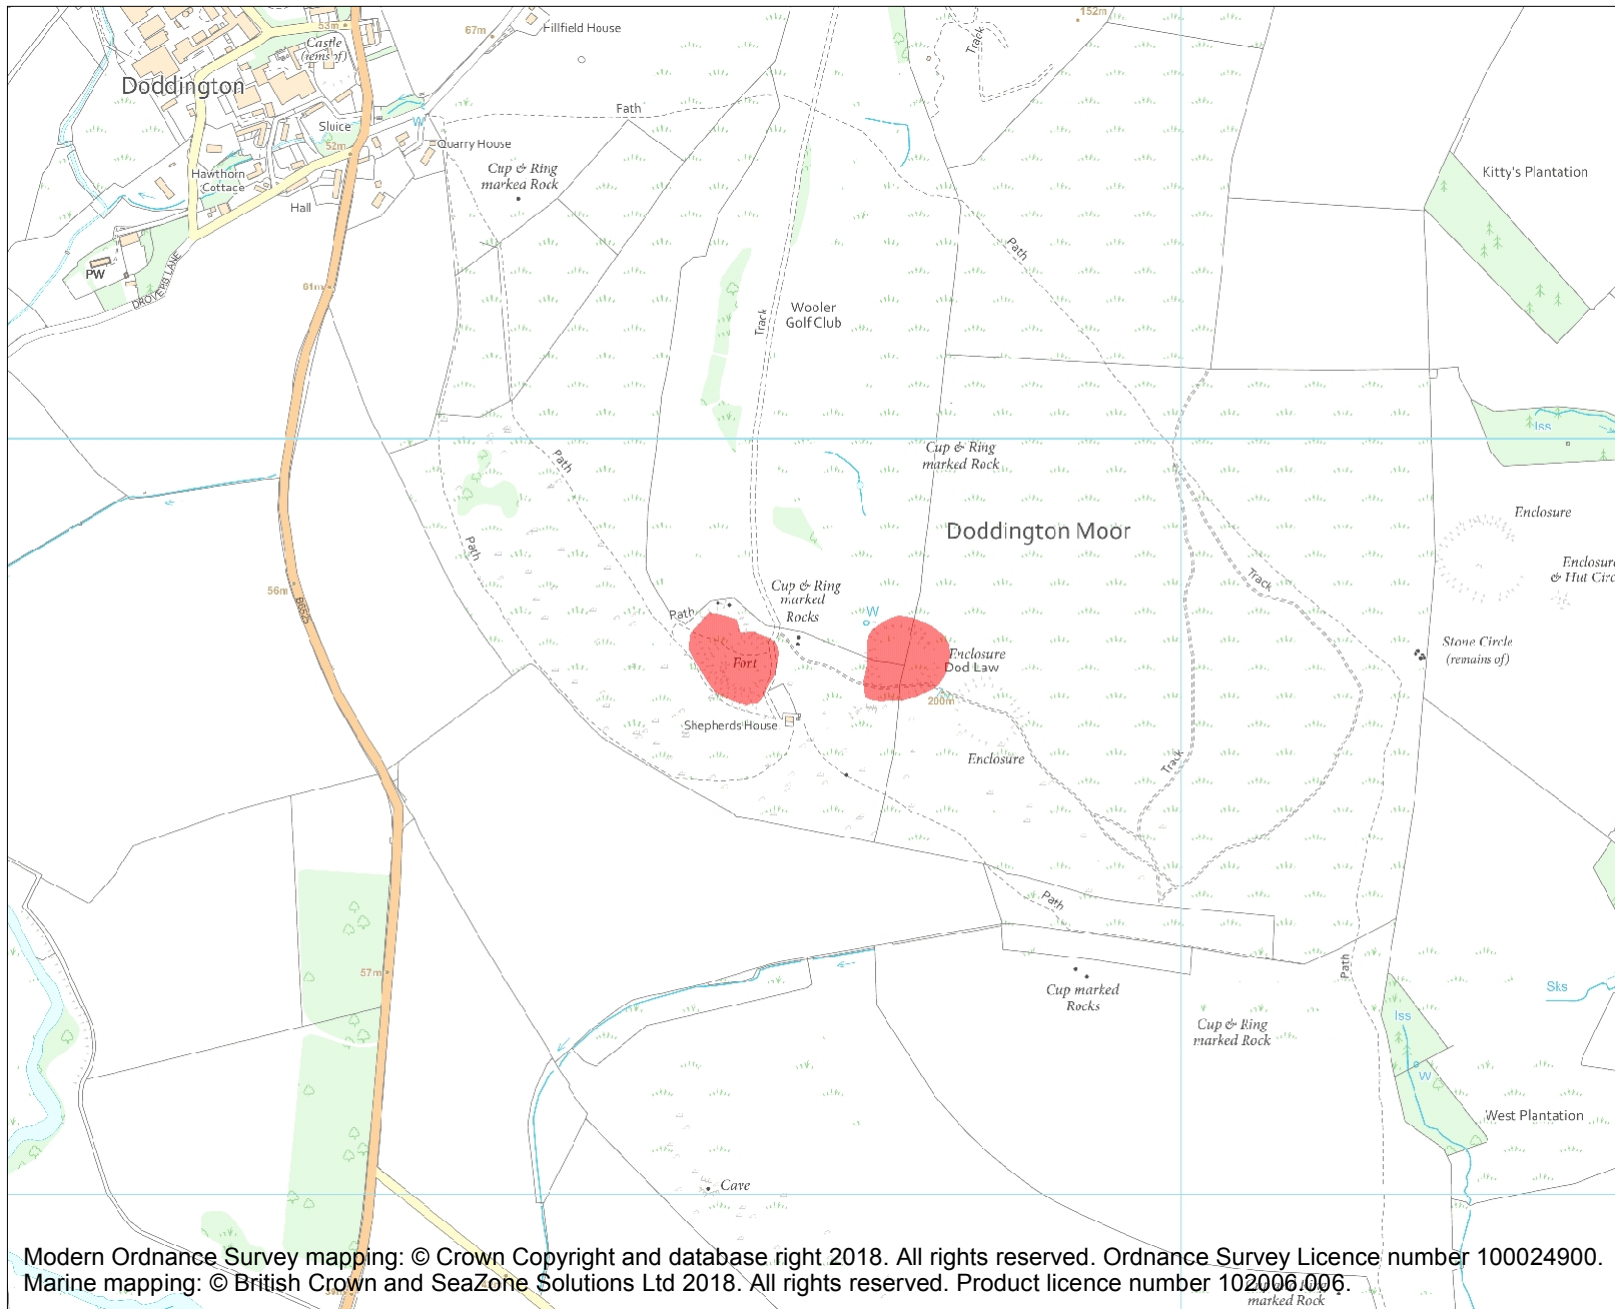 53m
67m
Hillfield House
152m
Castle
(rems of)
Track
Doddington
Fath
Sluice
W
52m
Quarry House
Hawthorn
Cottace
Cup & Ring
markea Rock
Kitty's Plantation
Hall
Path
PW
DROVERS LANE
61m
Wooler
Golf Club
Track
Iss
Cup & Ring
marked Rock
Path
Enclosure
Doddington Moor
Path
Enclosure
& Hut Circ
Track
56m
B6525
Cup & Ring
marked
Rocks
W
Path
Stone Circle
(remains of)
Fort
Enclosure
Dod Law
200m
Shepherds House
Enclosure
Track
Path
57m
Path
Cup marked
Rocks
Sks
Iss
Cup & Ring
marked Rock
W
West Plantation
Cave
Modern Ordnance Survey mapping: © Crown Copyright and database right 2018. All rights reserved. Ordnance Survey Licence number 100024900.
Marine mapping: © British Crown and SeaZone Solutions Ltd 2018. All rights reserved. Product licence number 102006.006.
marked Rock